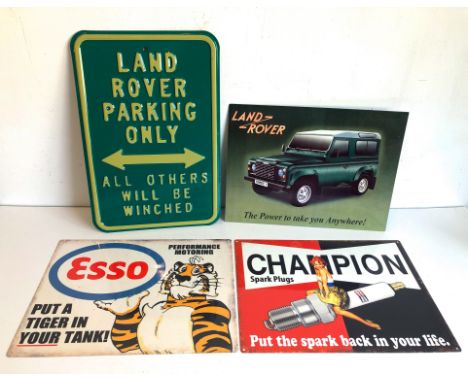 LAND
ROVER
PARKING
ONLY
ALL OTHERS
WILL BE
WINCHED
LAND
ROVER
The Power to take you Anywhere!
PERFORMANCE
MOTORING
Esso
PUT A
TIGER IN
YOUR TANK!
CHAMPION
Spark Plugs
Put the spark back in your life.